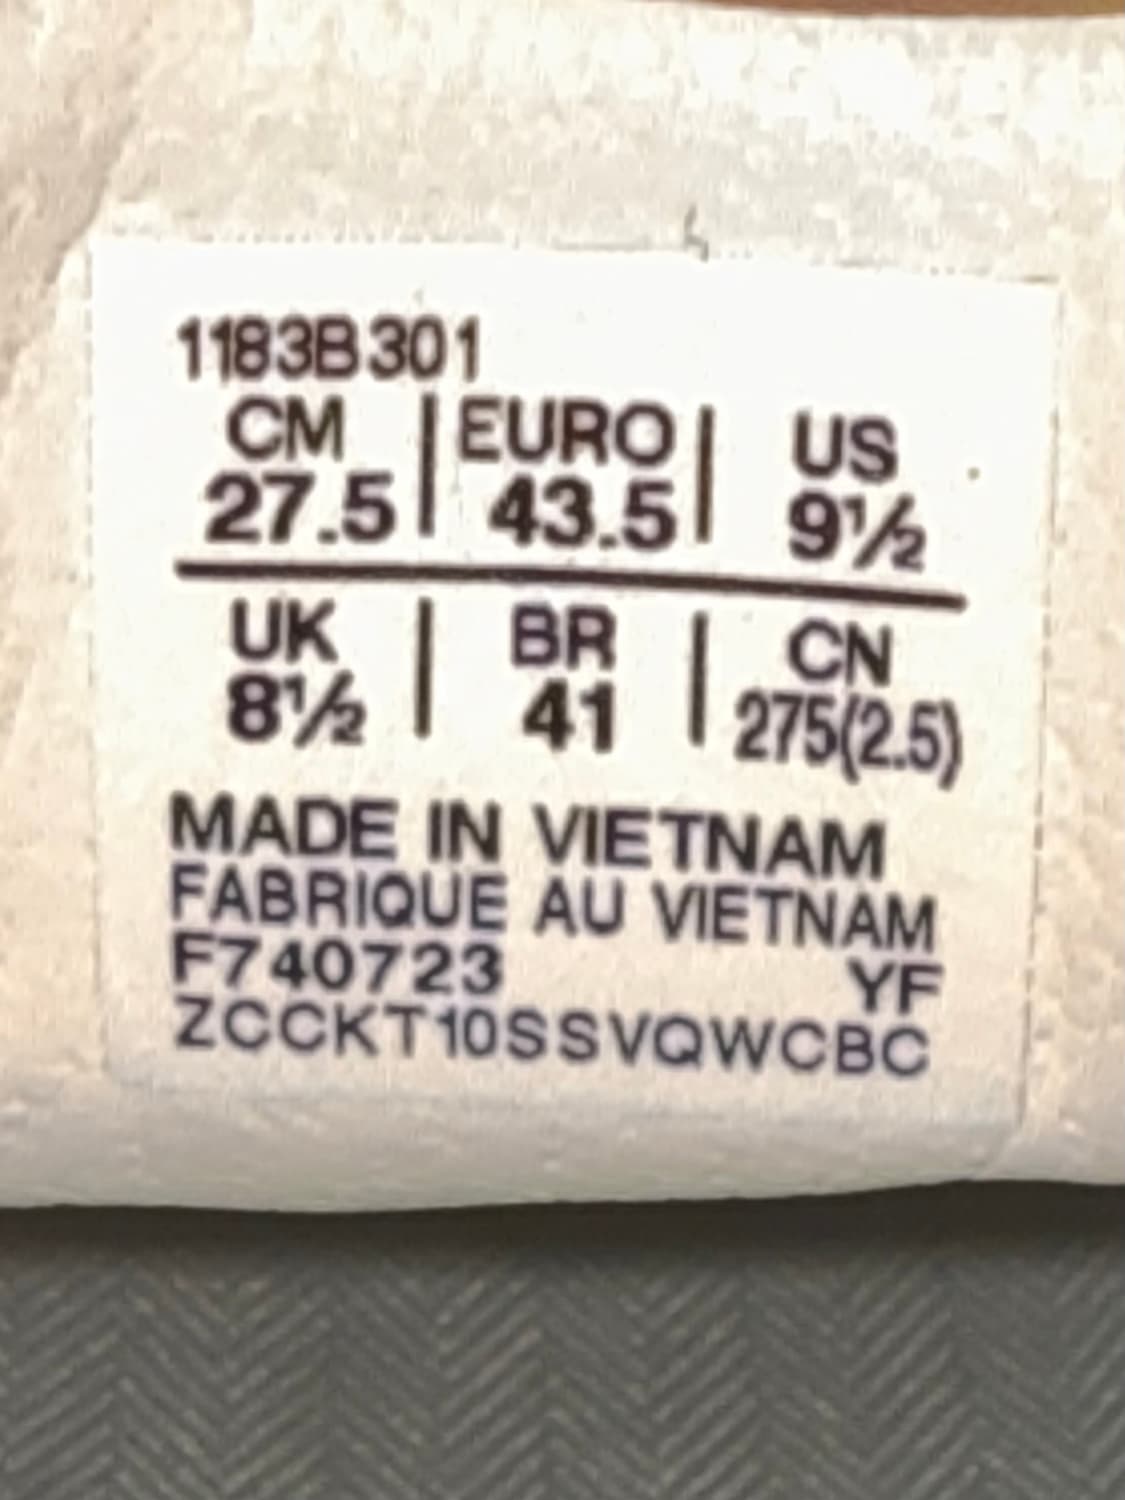 1183B301
CM | EURO | US
27.5 | 43.5 | 9½
UK | BR | CN
8½ | 41 | 275(2.5)
MADE IN VIETNAM
FABRIQUE AU VIETNAM
F740723 YF
ZCCKT10SSVQWCBC